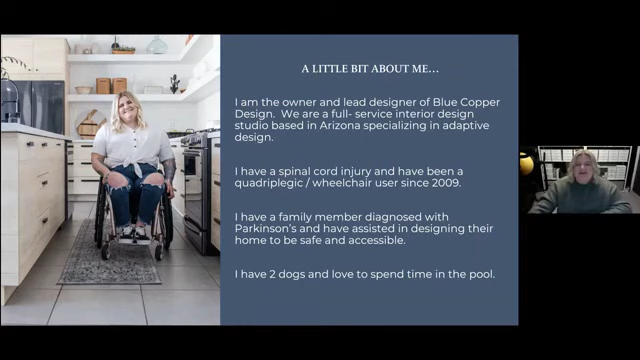 A LITTLE BIT ABOUT ME…
I am the owner and lead designer of Blue Copper
Design. We are a full- service interior design
studio based in Arizona specializing in adaptive
design.
I have a spinal cord injury and have been a
quadriplegic / wheelchair user since 2009.
I have a family member diagnosed with
Parkinson's and have assisted in designing their
home to be safe and accessible.
I have 2 dogs and love to spend time in the pool.